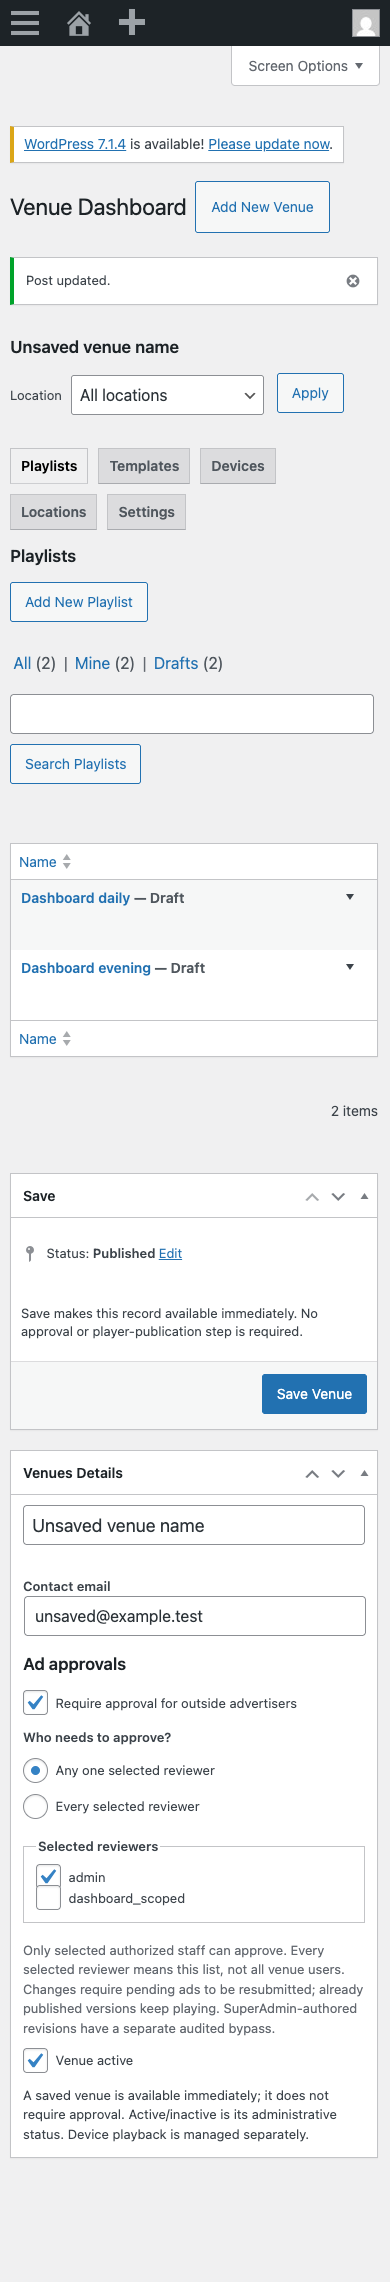 Screen Options
WordPress 7.1.4 is available! Please update now.
Venue Dashboard
Add New Venue
Post updated.
Unsaved venue name
Location
All locations
Apply
Playlists
Templates
Devices
Locations
Settings
Playlists
Add New Playlist
All (2) | Mine (2) | Drafts (2)
Search Playlists
Name
Dashboard daily — Draft
Dashboard evening — Draft
Name
2 items
Save
Status: Published Edit
Save makes this record available immediately. No
approval or player-publication step is required.
Save Venue
Venues Details
Unsaved venue name
Contact email
unsaved@example.test
Ad approvals
Require approval for outside advertisers
Who needs to approve?
Any one selected reviewer
Every selected reviewer
Selected reviewers
admin
dashboard_scoped
Only selected authorized staff can approve. Every
selected reviewer means this list, not all venue users.
Changes require pending ads to be resubmitted; already
published versions keep playing. SuperAdmin-authored
revisions have a separate audited bypass.
Venue active
A saved venue is available immediately; it does not
require approval. Active/inactive is its administrative
status. Device playback is managed separately.